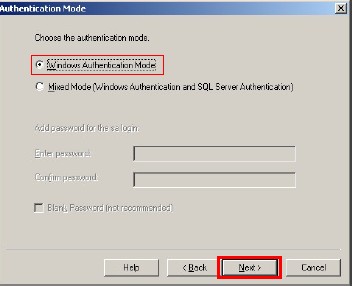 Authentication Mode
Choose the authentication mode.
Windows Authentication Mode
Mixed Mode (Windows Authentication and SQL Server Authentication)
Add password for the sa login:
Enter password:
Confirm password:
Blank Password (not recommended)
Help
< Back
Next >
Cancel